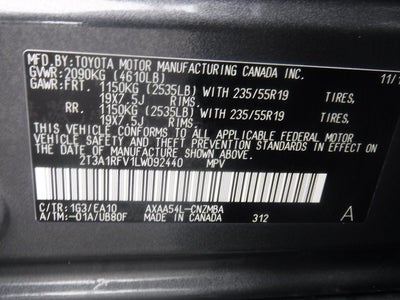 MFD.BY:TOYOTA MOTOR MANUFACTURING CANADA INC.
GVWR: 2090KG (4610LB) 11/1
GAWR:FRT. 1150KG (2535LB) WITH 235/55R19 TIRES,
19X7.5J RIMS,
RR. 1150KG (2535LB) WITH 235/55R19 TIRES,
19X7.5J RIMS,
THIS VEHICLE CONFORMS TO ALL APPLICABLE FEDERAL MOTOR
VEHICLE SAFETY AND THEFT PREVENTION STANDARDS IN EFFECT ON
THE DATE OF MANUFACTURE SHOWN ABOVE.
2T3A1RFV1LW092440 MPV
C/TR: 1G3/EA10 AXAA54L-CNZMBA
A/TM:-01A/UB80F MADE IN CANADA 312 A